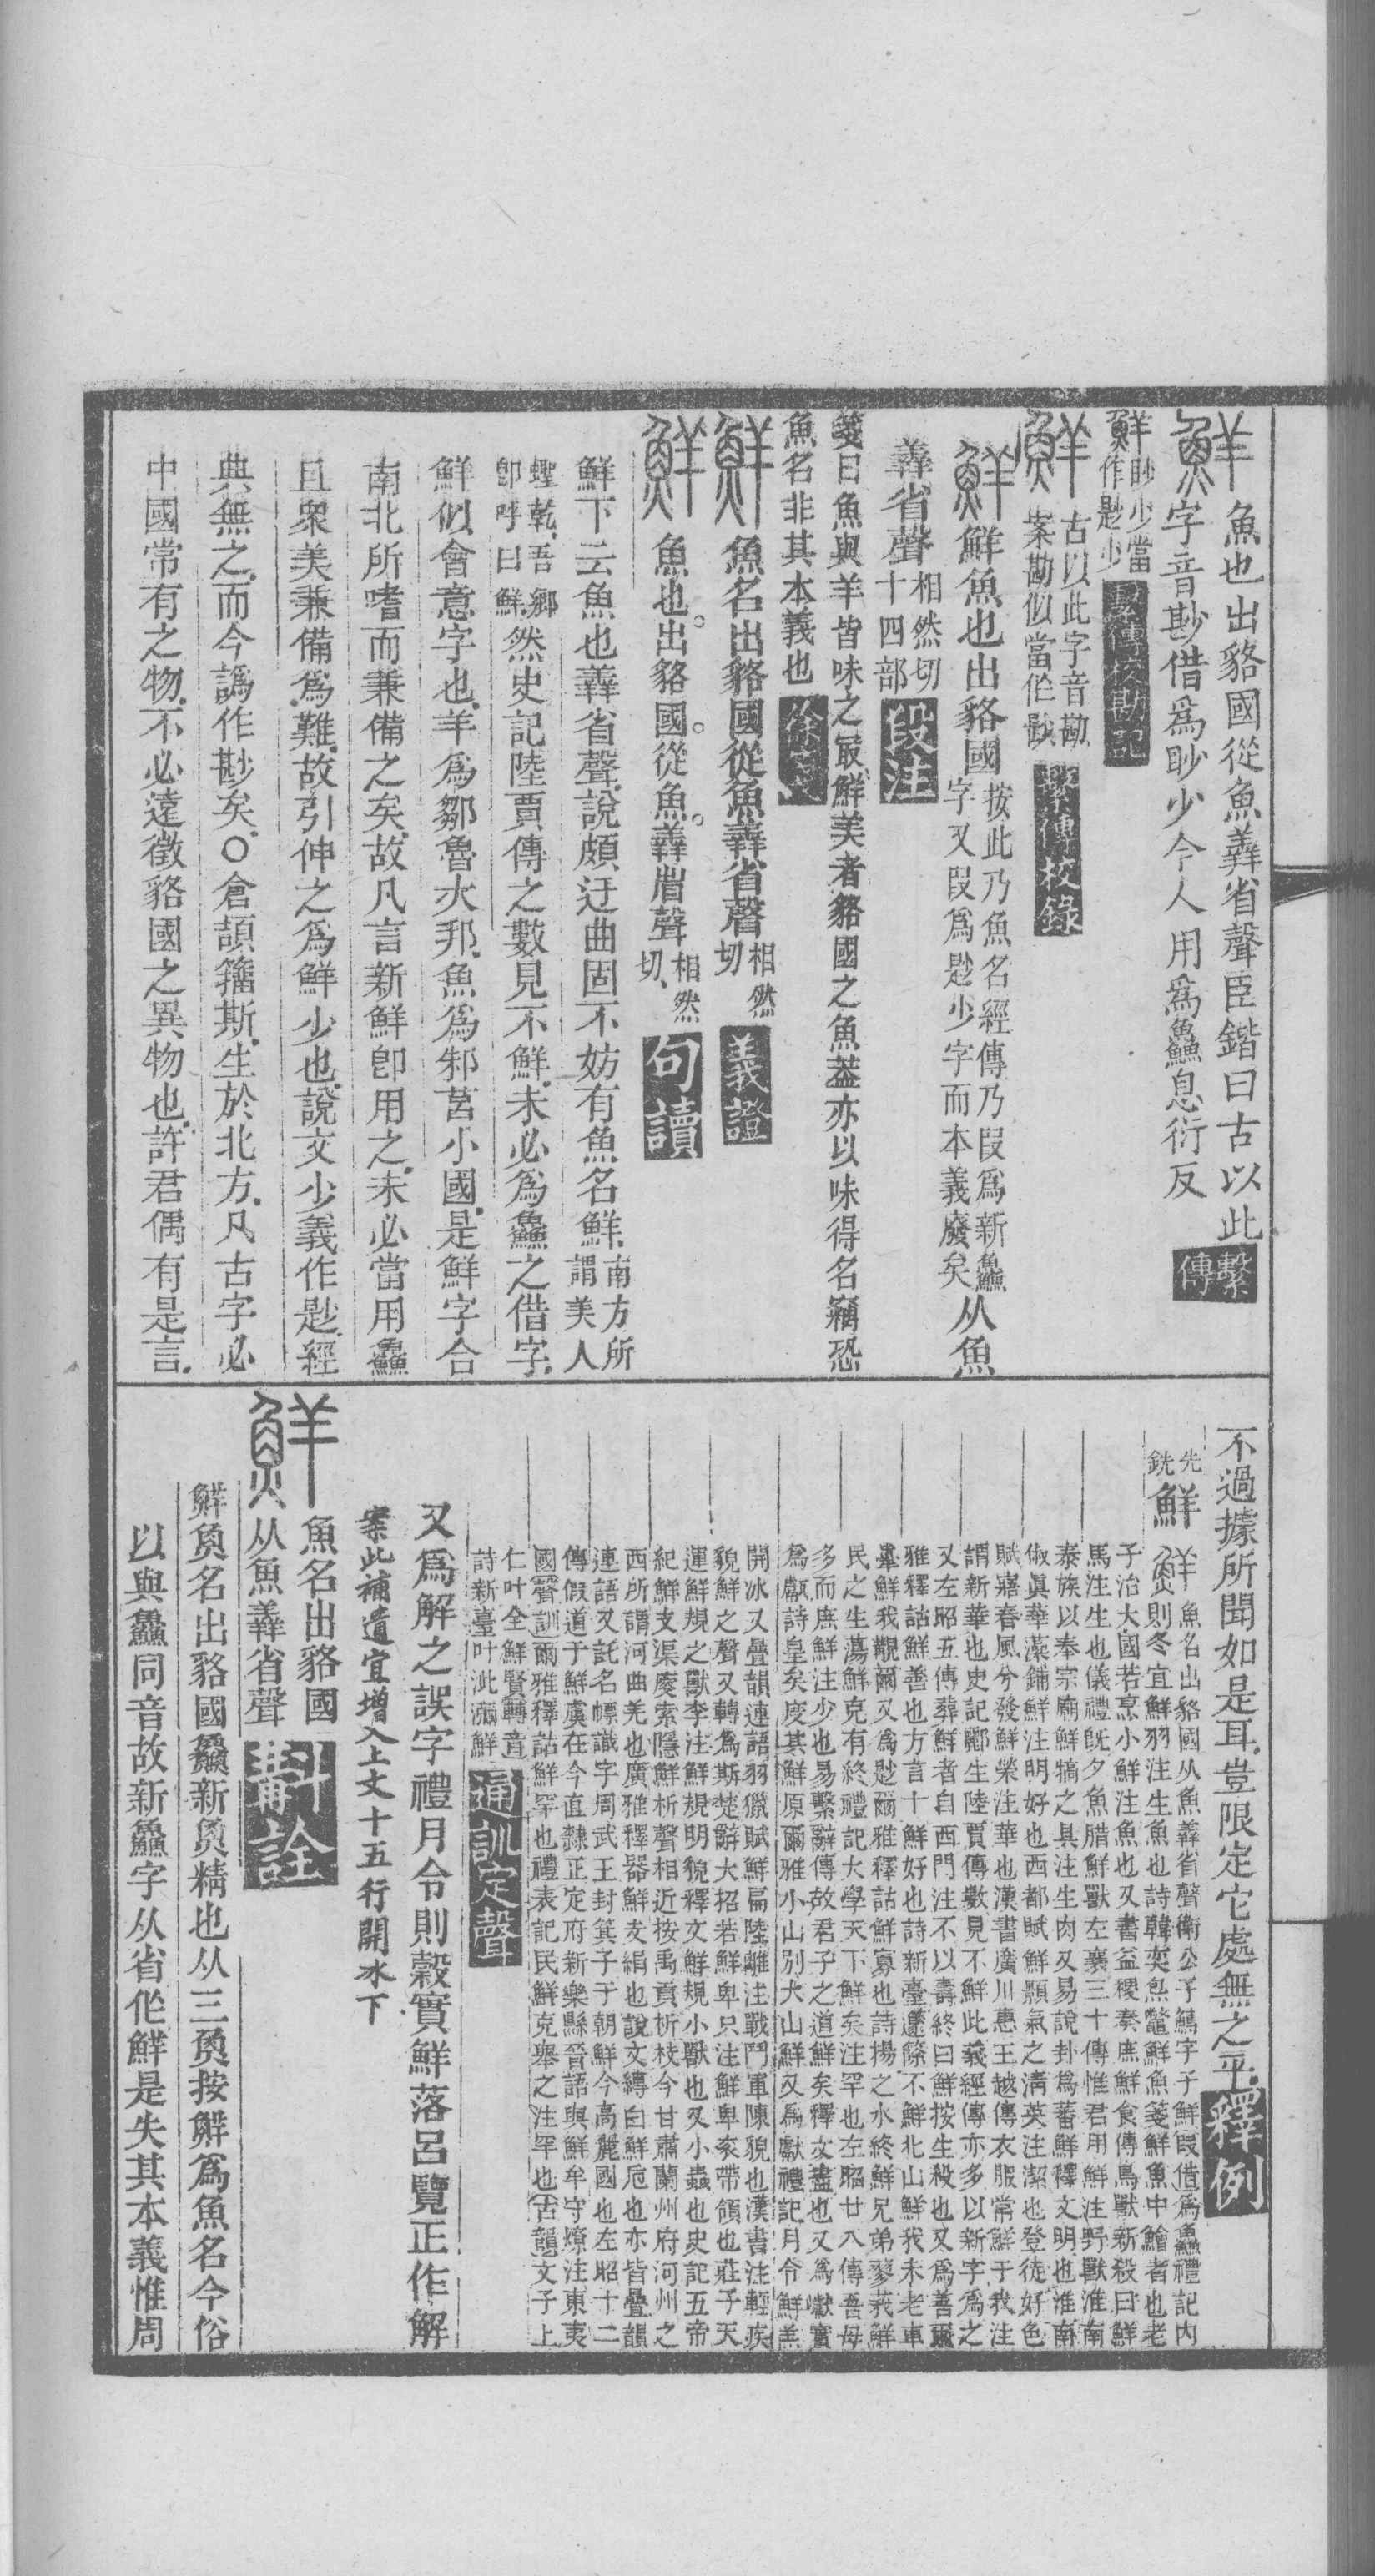 鮮 魚也出貉國從魚羴省聲臣鍇曰古以此
字音尠借爲尟少今人用爲鱻息衍反 繫傳
鮮 尟少當作尟少 繫傳校勘記
鮮 古以此字音勘案勘似當作尟 繫傳校錄
鮮 鮮魚也出貉國 按此乃魚名經傳乃叚爲新鱻字又叚爲尟少字而本義廢矣 从魚
羴省聲 相然切十四部 段注
箋曰魚與羊皆味之冣鮮美者貉國之魚葢亦以味得名竊恐
魚名非其本義也 徐箋
鮮 魚名出貉國從魚羴省聲 相然切 義證
鮮 魚也。出貉國。從魚。羴省聲 相然切、 句讀
鮮下云魚也羴省聲說頗迂曲固不妨有魚名鮮 南方所謂美人
蟶乾吾鄉卽呼曰鮮 然史記陸賈傳之數見不鮮未必爲鱻之借字
鮮似會意字也羊爲鄒魯大邦魚爲邾莒小國是鮮字合
南北所嗜而兼備之矣故凡言新鮮卽用之未必當用鱻
且衆美兼備爲難故引伸之爲鮮少也說文少義作尟經
典無之而今譌作尠矣〇倉頡籀斯生於北方凡古字必
中國常有之物不必遠徵貉國之異物也許君偶有是言
不過據所聞如是耳豈限定它處無之乎 釋例
先銑 鮮 鮮 魚名出貉國从魚羴省聲衛公子鱄字子鮮叚借爲鱻禮記內
則冬宜鮮羽注生魚也詩韓奕炰鼈鮮魚箋鮮魚中鱠者也老
子治大國若烹小鮮注魚也又書益稷奏庶鮮食傳鳥獸新殺曰鮮
馬注生也儀禮旣夕魚腊鮮獸左襄三十傳惟君用鮮注野獸淮南
泰族以奉宗廟鮮犞之具注生肉又易說卦爲蕃鮮釋文明也淮南
俶眞華藻鋪鮮注明好也西都賦鮮顥氣之清英注潔也登徒好色
賦寤春風兮發鮮榮注華也漢書廣川惠王越傳衣服常鮮于我注
謂新華也史記酈生陸賈傳數見不鮮此義經傳亦多以新字爲之
又左昭五傳葬鮮者自西門注不以壽終曰鮮按生殺也又爲善爾
雅釋詁鮮善也方言十鮮好也詩新臺籧篨不鮮北山鮮我未老車
舝鮮我覯爾又爲尟爾雅釋詁鮮寡也詩揚之水終鮮兄弟蓼莪鮮
民之生蕩鮮克有終禮記大學天下鮮矣注罕也左昭廿八傳吾母
多而庶鮮注少也易繫辭傳故君子之道鮮矣釋文盡也又爲巘實
爲甗詩皇矣度其鮮原爾雅小山別大山鮮又爲獻禮記月令鮮羔
開冰又疊韻連語羽獵賦鮮扁陸離注戰鬥軍陳貌也漢書注輕疾
貌鮮之聲又轉爲斯楚辭大招若鮮卑只注鮮卑袞帶頜也莊子天
運鮮規之獸李注鮮規明貌釋文鮮規小獸也又小蟲也史記五帝
紀鮮支渠廋索隱鮮析聲相近按禹貢析枝今甘肅蘭州府河州之
西所謂河曲羌也廣雅釋器鮮支絹也說文縳白鮮卮也亦皆疊韻
連語又託名幖識字周武王封箕子于朝鮮今高麗國也左昭十二
傳假道于鮮虞在今直隸正定府新樂縣晉語與鮮牟守燎注東夷
國聲訓爾雅釋詁鮮罕也禮表記民鮮克舉之注罕也古韻文子上
仁叶全鮮賢轉音詩新臺叶泚瀰鮮 通訓定聲
又爲解之誤字禮月令則穀實鮮落呂覽正作解
案此補遺宜增入上文十五行開冰下
鮮 魚名出貉國从魚羴省聲 斠詮
鮮魚名出貉國鱻新魚精也从三魚按鮮爲魚名今俗
以與鱻同音故新鱻字从省作鮮是失其本義惟周